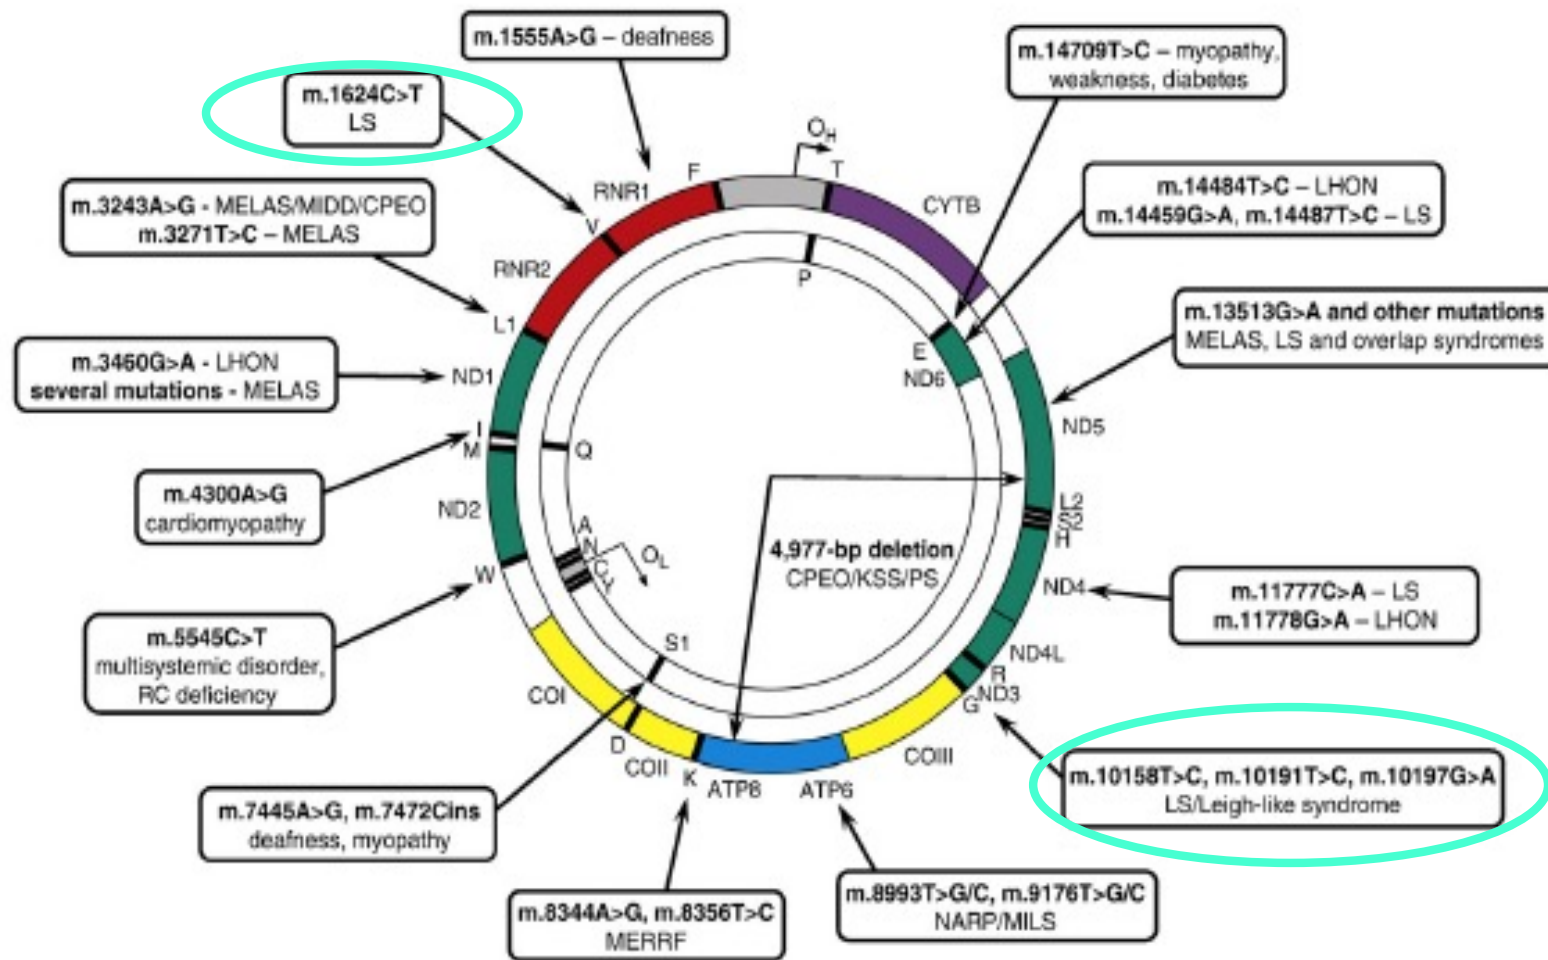 m.1555A>G – deafness
m.14709T>C – myopathy,
weakness, diabetes
m.1624C>T
LS
m.3243A>G - MELAS/MIDD/CPEO
m.3271T>C – MELAS
m.14484T>C – LHON
m.14459G>A, m.14487T>C – LS
m.13513G>A and other mutations
MELAS, LS and overlap syndromes
m.3460G>A - LHON
several mutations - MELAS
m.4300A>G
cardiomyopathy
m.5545C>T
multisystemic disorder,
RC deficiency
m.11777C>A – LS
m.11778G>A – LHON
m.7445A>G, m.7472Cins
deafness, myopathy
m.10158T>C, m.10191T>C, m.10197G>A
LS/Leigh-like syndrome
m.8344A>G, m.8356T>C
MERRF
m.8993T>G/C, m.9176T>G/C
NARP/MILS
4,977-bp deletion
CPEO/KSS/PS
OH
F
T
RNR1
CYTB
V
RNR2
P
L1
E
ND6
ND1
ND5
I
M
Q
ND2
L2
H
A
N
OL
W
ND4
S1
ND4L
R
ND3
G
COI
D
COII
K
ATP8
ATP6
COIII